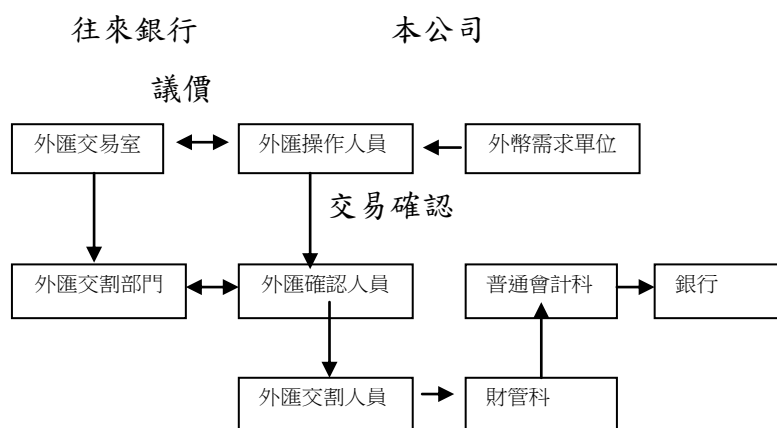 往來銀行 本公司
議價
外匯交易室 外匯操作人員 外幣需求單位
交易確認
外匯交割部門 外匯確認人員 普通會計科 銀行
外匯交割人員 財管科